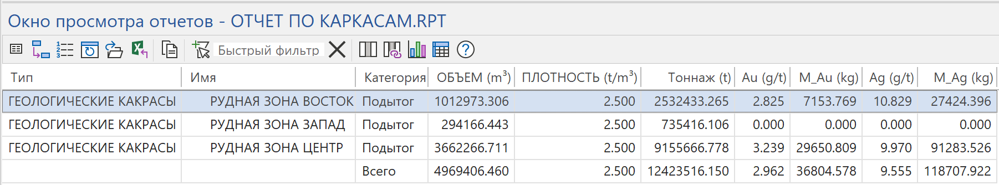 Окно просмотра отчетов - ОТЧЕТ ПО КАРКАСАМ.RPT
1 2 3 X Быстрый фильтр ?
Тип Имя Категория ОБЪЕМ (m³) ПЛОТНОСТЬ (t/m³) Тоннаж (t) Au (g/t) M_Au (kg) Ag (g/t) M_Ag (kg)
ГЕОЛОГИЧЕСКИЕ КАКРАСЫ РУДНАЯ ЗОНА ВОСТОК Подытог 1012973.306 2.500 2532433.265 2.825 7153.769 10.829 27424.396
ГЕОЛОГИЧЕСКИЕ КАКРАСЫ РУДНАЯ ЗОНА ЗАПАД Подытог 294166.443 2.500 735416.106 0.000 0.000 0.000 0.000
ГЕОЛОГИЧЕСКИЕ КАКРАСЫ РУДНАЯ ЗОНА ЦЕНТР Подытог 3662266.711 2.500 9155666.778 3.239 29650.809 9.970 91283.526
Всего 4969406.460 2.500 12423516.150 2.962 36804.578 9.555 118707.922